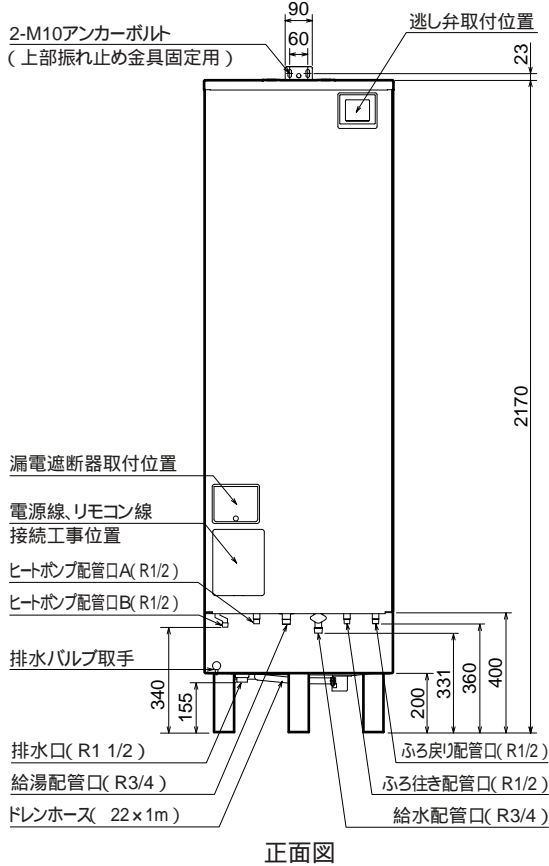 90
2-M10アンカーボルト
(上部振れ止め金具固定用)
60
逃し弁取付位置
23
2170
漏電遮断器取付位置
電源線、リモコン線
接続工事位置
ヒートポンプ配管口A(R1/2)
ヒートポンプ配管口B(R1/2)
排水バルブ取手
340
155
200
331
360
400
排水口(R1 1/2)
ふろ戻り配管口(R1/2)
給湯配管口(R3/4)
ふろ往き配管口(R1/2)
ドレンホース( 22×1m)
給水配管口(R3/4)
正面図